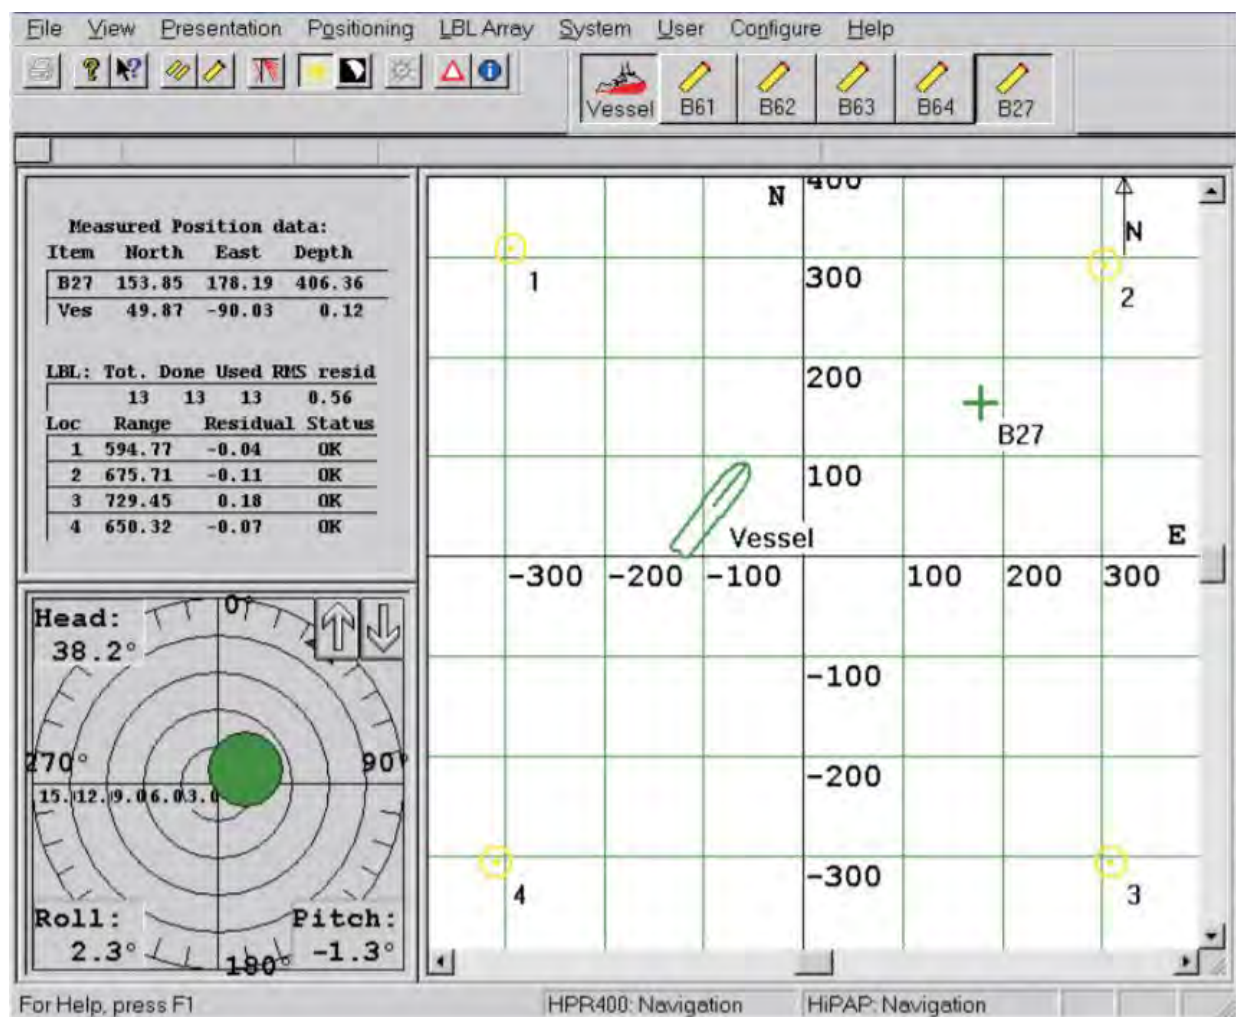 File View Presentation Positioning LBL Array System User Configure Help
Vessel B61 B62 B63 B64 B27
Measured Position data:
Item North East Depth
B27 153.85 178.19 406.36
Ves 49.87 -90.03 0.12
LBL: Tot. Done Used RMS resid
13 13 13 0.56
Loc Range Residual Status
1 594.77 -0.04 OK
2 675.71 -0.11 OK
3 729.45 0.18 OK
4 650.32 -0.07 OK
Head:
38.2°
0°
270° 90°
15. 12. 9.0 6.0 3.0
Roll:
2.3°
180°
Pitch:
-1.3°
N 400
N
1
300
2
200
B27
100
Vessel
E
-300 -200 -100 100 200 300
-100
-200
-300
4
3
For Help, press F1 HPR400: Navigation HiPAP: Navigation